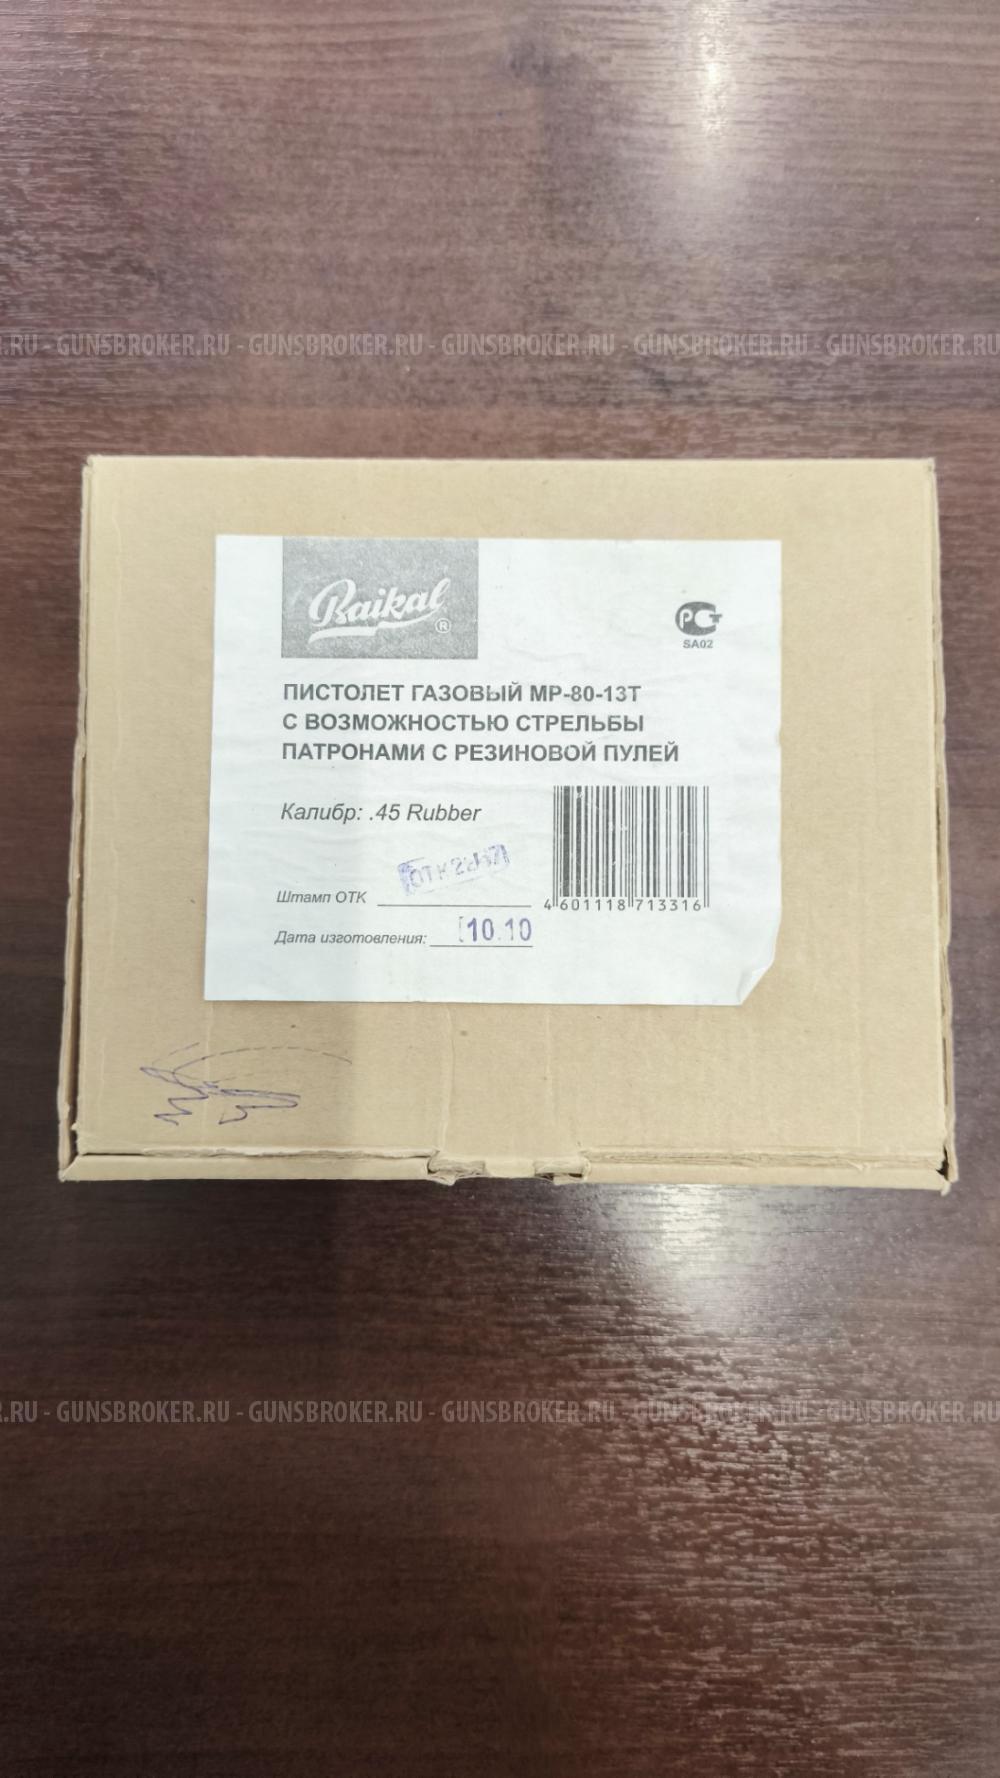 .RU - GUNSBROKER.RU - GUNSBROKER.RU - GUNSBROKER.RU - GUNSBROKER.RU - GUNSBROKER.RU
Baikal ®
РСТ
SA02
ПИСТОЛЕТ ГАЗОВЫЙ МР-80-13Т
С ВОЗМОЖНОСТЬЮ СТРЕЛЬБЫ
ПАТРОНАМИ С РЕЗИНОВОЙ ПУЛЕЙ
Калибр: .45 Rubber
Штамп ОТК
ОТК
4 601118 713316
Дата изготовления: 10.10
.RU - GUNSBROKER.RU - GUNSBROKER.RU - GUNSBROKER.RU - GUNSBROKER.RU - GUNSBROKER.RU